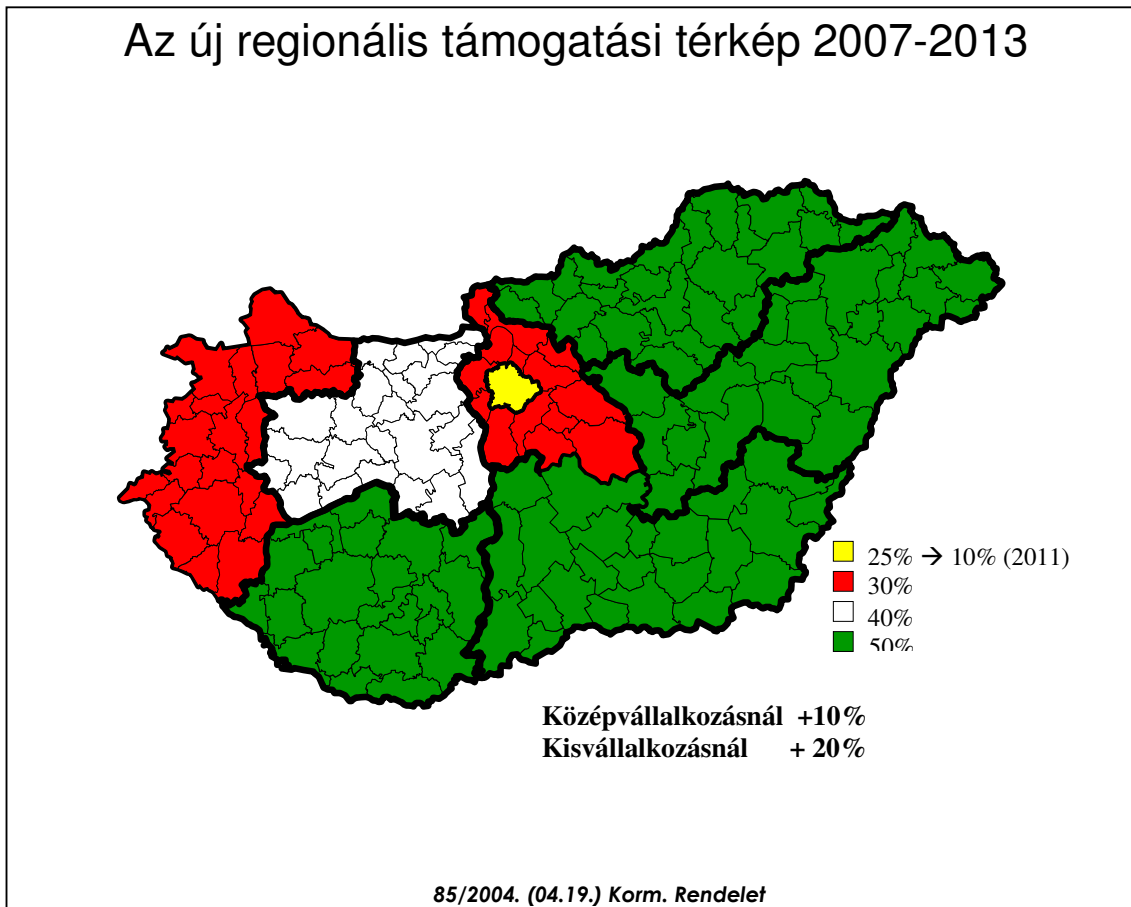 Az új regionális támogatási térkép 2007-2013
25% → 10% (2011)
30%
40%
50%
Középvállalkozásnál +10%
Kisvállalkozásnál + 20%
85/2004. (04.19.) Korm. Rendelet